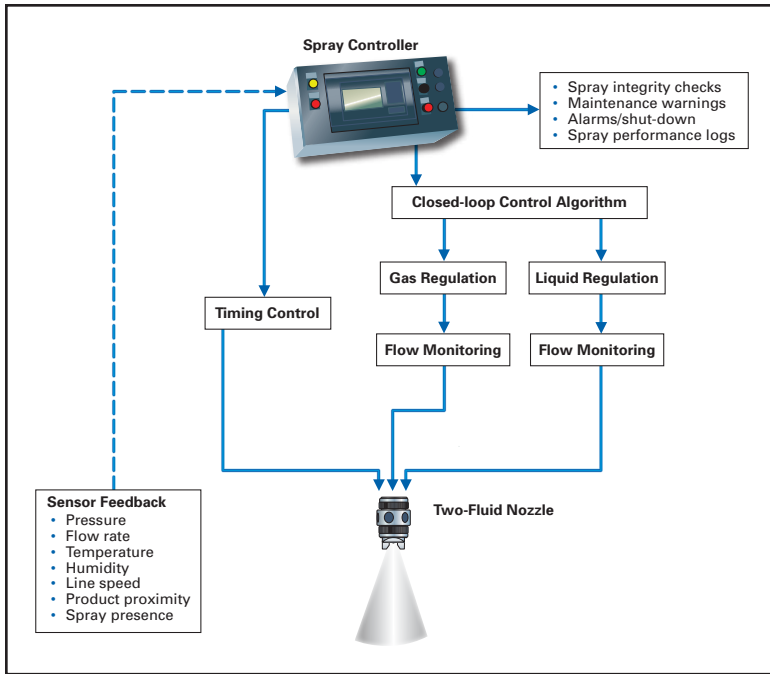 Spray Controller
• Spray integrity checks
• Maintenance warnings
• Alarms/shut-down
• Spray performance logs
Closed-loop Control Algorithm
Gas Regulation
Liquid Regulation
Timing Control
Flow Monitoring
Flow Monitoring
Sensor Feedback
• Pressure
• Flow rate
• Temperature
• Humidity
• Line speed
• Product proximity
• Spray presence
Two-Fluid Nozzle